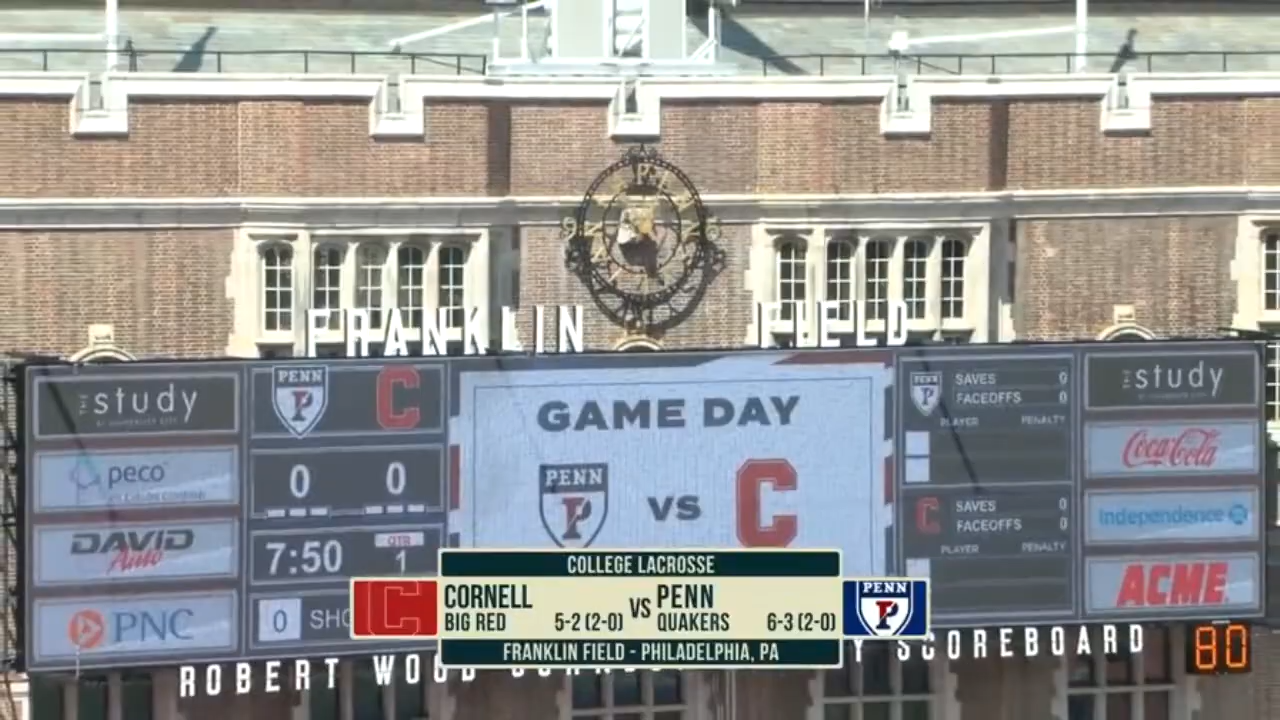 FRANKLIN FIELD
THE study
peco
DAVID
Auto
PNC
PENN
P
C
0 0
7:50
QTR
1
0
GAME DAY
PENN
P
VS
C
PENN
P
SAVES 0
FACEOFFS 0
PLAYER PENALTY
C
SAVES 0
FACEOFFS 0
PLAYER PENALTY
THE study
Coca-Cola
Independence
ACME
COLLEGE LACROSSE
C
CORNELL
BIG RED 5-2 (2-0)
VS
PENN
QUAKERS 6-3 (2-0)
PENN
P
FRANKLIN FIELD - PHILADELPHIA, PA
ROBERT WOOD
Y SCOREBOARD
80